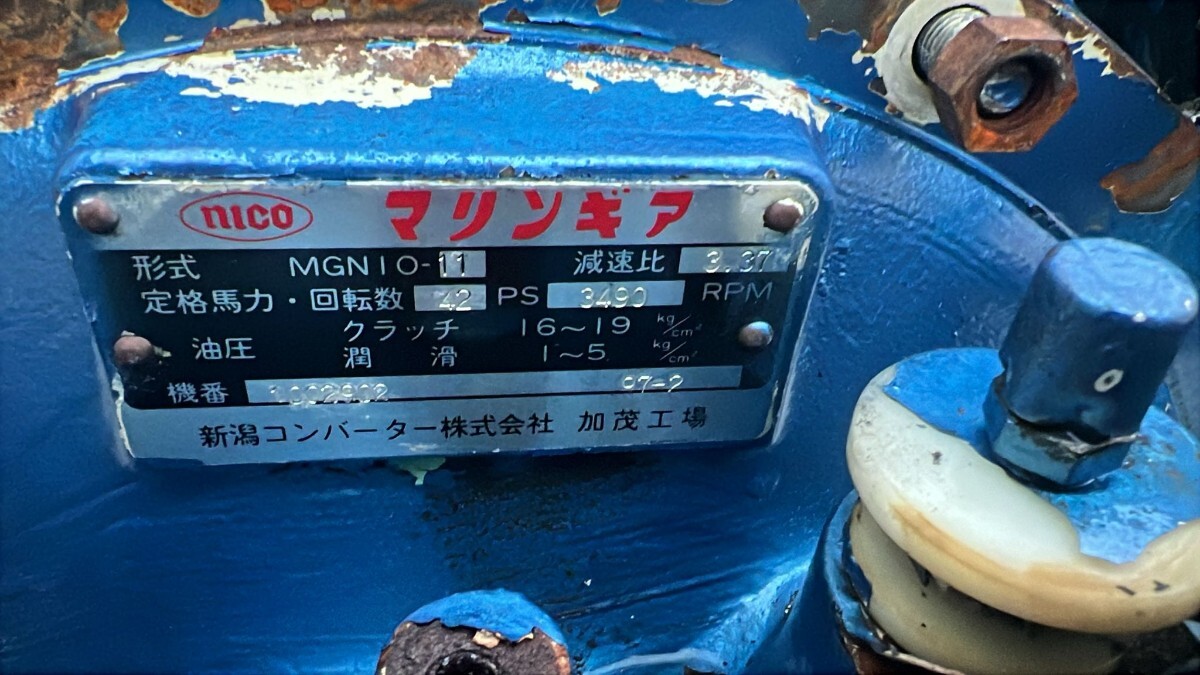 nico マリンギア
形式 MGN10-11 減速比 3.37
定格馬力・回転数 42 PS 3490 RPM
油圧 クラッチ 16～19 kg/cm²
潤滑 1～5 kg/cm²
機番 1002902 97-2
新潟コンバーター株式会社 加茂工場